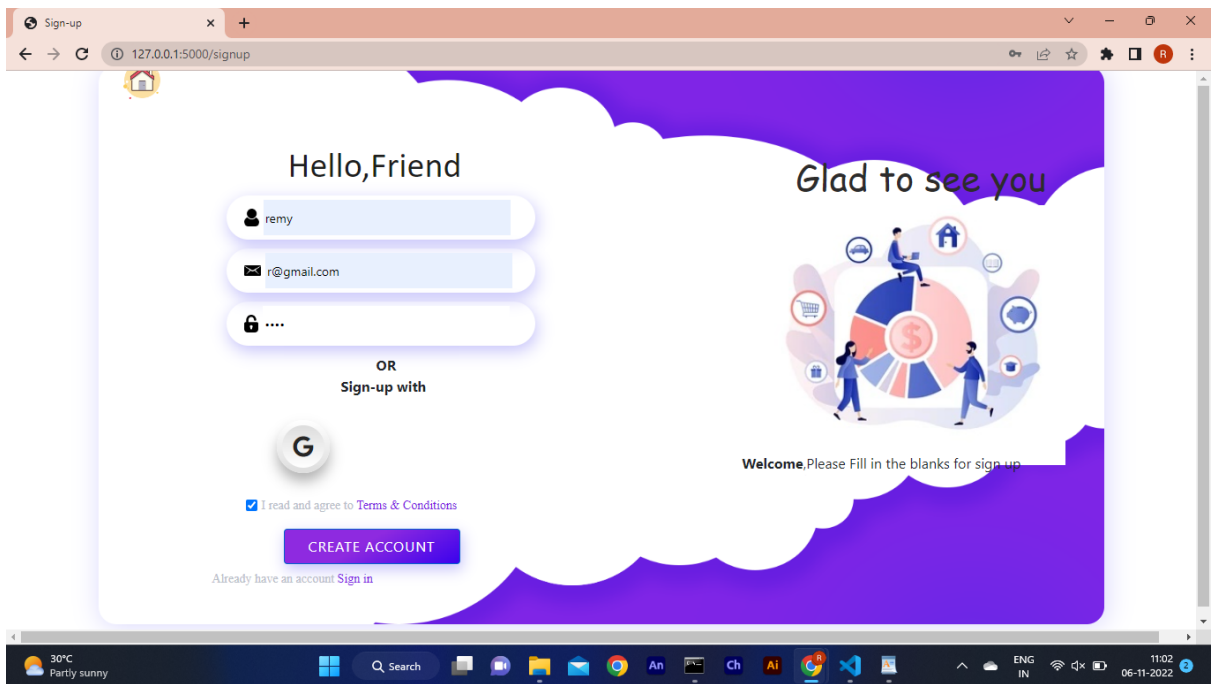 Sign-up
127.0.0.1:5000/signup
R
Hello,Friend
Glad to see you
remy
r@gmail.com
OR
Sign-up with
G
Welcome,Please Fill in the blanks for sign up
I read and agree to Terms & Conditions
CREATE ACCOUNT
Already have an account Sign in
30°C
Partly sunny
Search
An
Ch
Ai
R
ENG
IN
11:02
06-11-2022
2